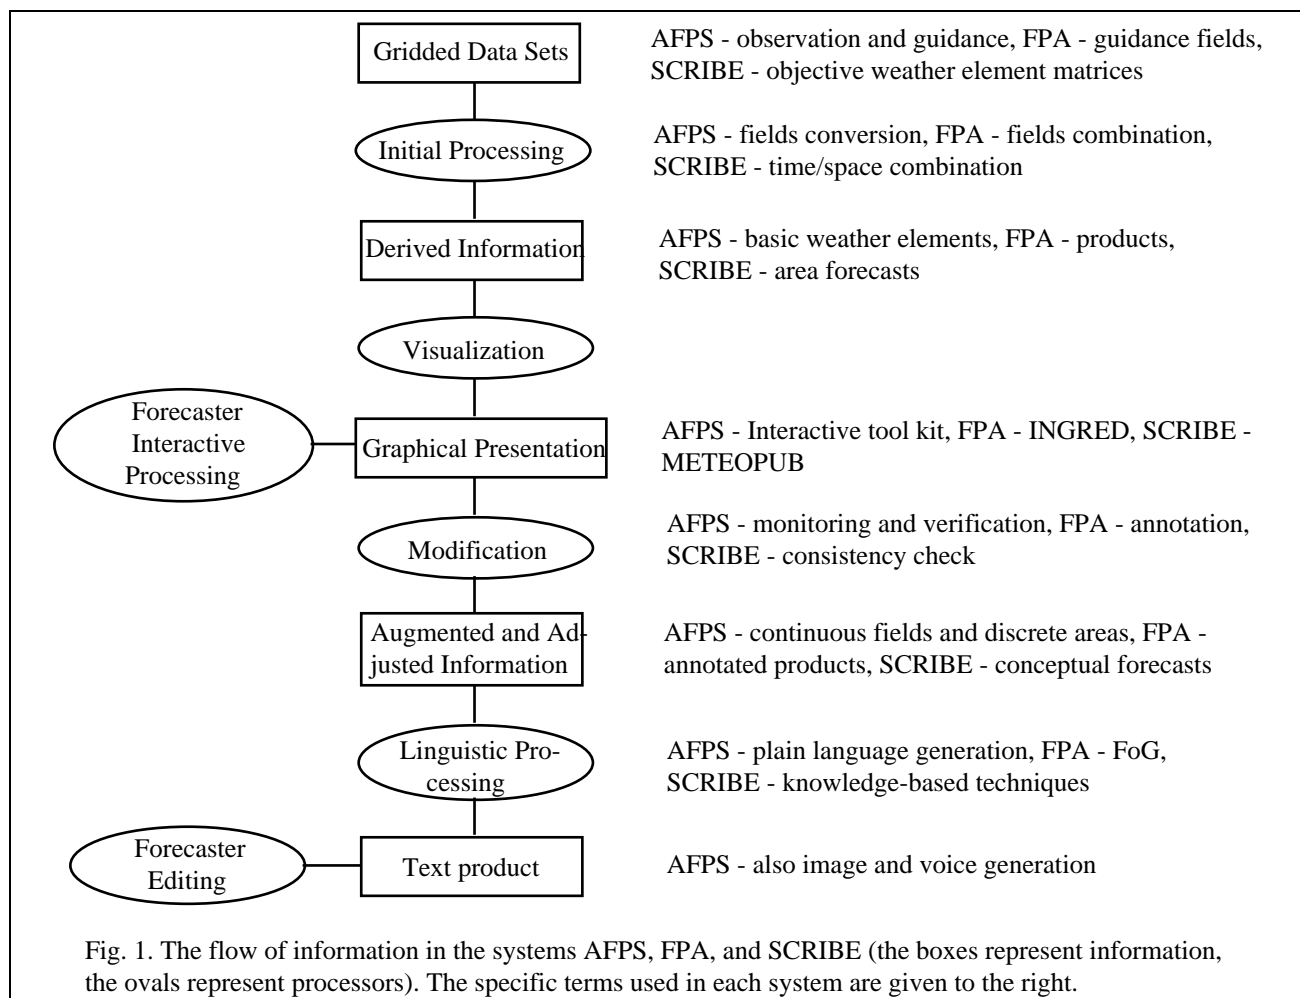 Gridded Data Sets
AFPS - observation and guidance, FPA - guidance fields,
SCRIBE - objective weather element matrices
Initial Processing
AFPS - fields conversion, FPA - fields combination,
SCRIBE - time/space combination
Derived Information
AFPS - basic weather elements, FPA - products,
SCRIBE - area forecasts
Visualization
Forecaster
Interactive
Processing
Graphical Presentation
AFPS - Interactive tool kit, FPA - INGRED, SCRIBE -
METEOPUB
Modification
AFPS - monitoring and verification, FPA - annotation,
SCRIBE - consistency check
Augmented and Ad-
justed Information
AFPS - continuous fields and discrete areas, FPA -
annotated products, SCRIBE - conceptual forecasts
Linguistic Pro-
cessing
AFPS - plain language generation, FPA - FoG,
SCRIBE - knowledge-based techniques
Forecaster
Editing
Text product
AFPS - also image and voice generation
Fig. 1. The flow of information in the systems AFPS, FPA, and SCRIBE (the boxes represent information,
the ovals represent processors). The specific terms used in each system are given to the right.